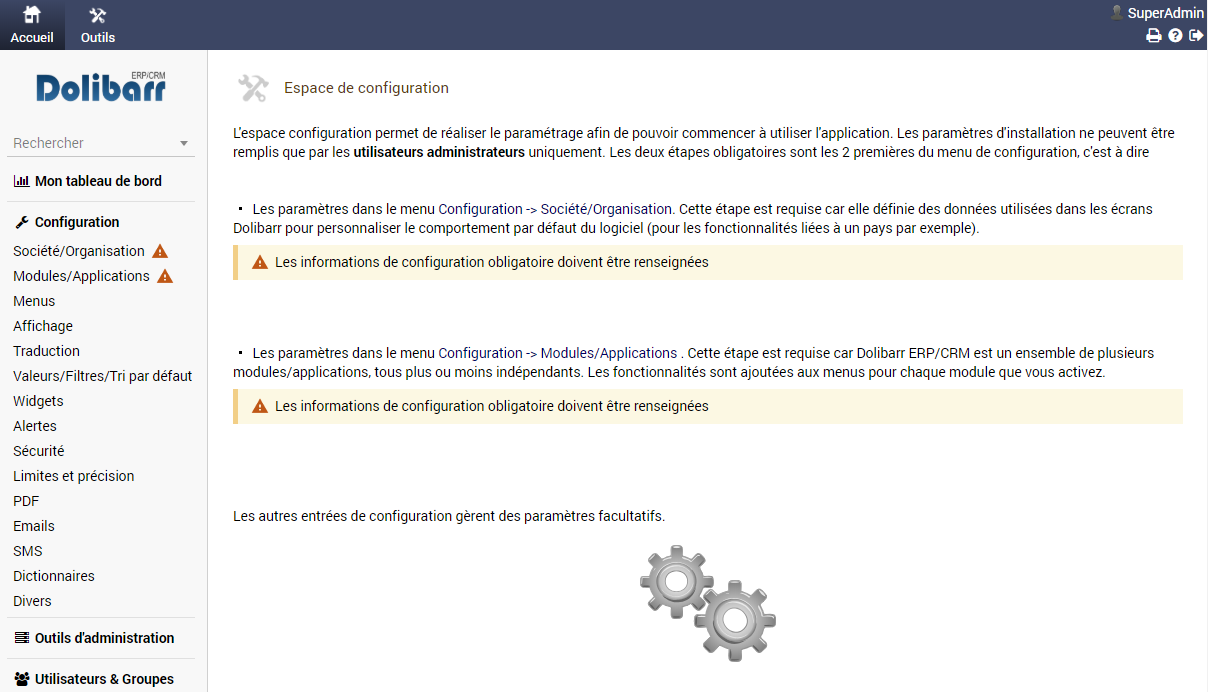 Accueil
Outils
SuperAdmin
Dolibarr
ERP/CRM
Rechercher
Mon tableau de bord
Configuration
Société/Organisation
Modules/Applications
Menus
Affichage
Traduction
Valeurs/Filtres/Tri par défaut
Widgets
Alertes
Sécurité
Limites et précision
PDF
Emails
SMS
Dictionnaires
Divers
Outils d'administration
Utilisateurs & Groupes
Espace de configuration
L'espace configuration permet de réaliser le paramétrage afin de pouvoir commencer à utiliser l'application. Les paramètres d'installation ne peuvent être
remplis que par les utilisateurs administrateurs uniquement. Les deux étapes obligatoires sont les 2 premières du menu de configuration, c'est à dire
▪ Les paramètres dans le menu Configuration -> Société/Organisation. Cette étape est requise car elle définie des données utilisées dans les écrans
Dolibarr pour personnaliser le comportement par défaut du logiciel (pour les fonctionnalités liées à un pays par exemple).
Les informations de configuration obligatoire doivent être renseignées
▪ Les paramètres dans le menu Configuration -> Modules/Applications . Cette étape est requise car Dolibarr ERP/CRM est un ensemble de plusieurs
modules/applications, tous plus ou moins indépendants. Les fonctionnalités sont ajoutées aux menus pour chaque module que vous activez.
Les informations de configuration obligatoire doivent être renseignées
Les autres entrées de configuration gèrent des paramètres facultatifs.